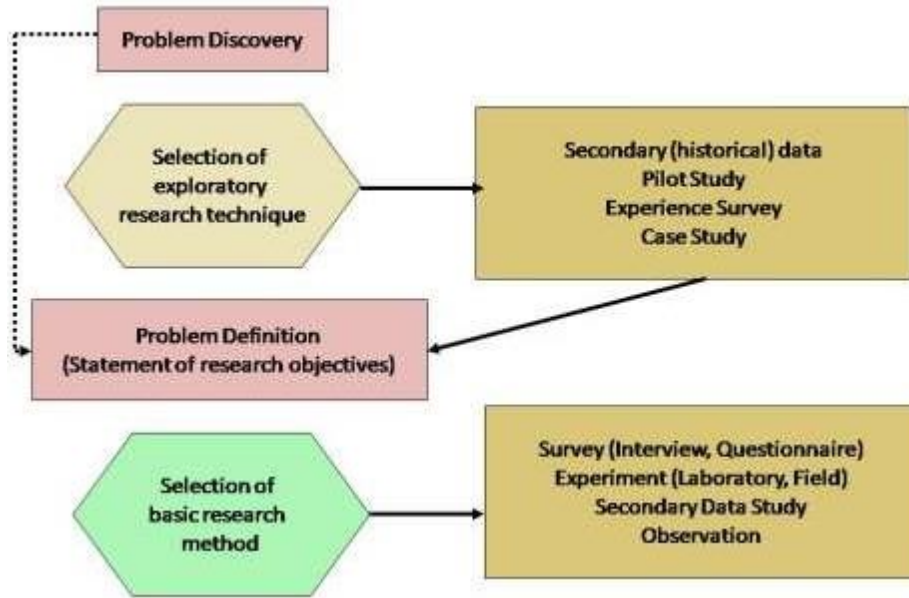 Problem Discovery
Selection of
exploratory
research technique
Secondary (historical) data
Pilot Study
Experience Survey
Case Study
Problem Definition
(Statement of research objectives)
Selection of
basic research
method
Survey (Interview, Questionnaire)
Experiment (Laboratory, Field)
Secondary Data Study
Observation